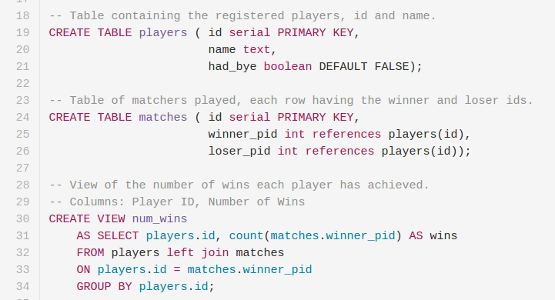 18 -- Table containing the registered players, id and name.
19 CREATE TABLE players ( id serial PRIMARY KEY,
20                        name text,
21                        had_bye boolean DEFAULT FALSE);
22
23 -- Table of matchers played, each row having the winner and loser ids.
24 CREATE TABLE matches ( id serial PRIMARY KEY,
25                        winner_pid int references players(id),
26                        loser_pid int references players(id));
27
28 -- View of the number of wins each player has achieved.
29 -- Columns: Player ID, Number of Wins
30 CREATE VIEW num_wins
31     AS SELECT players.id, count(matches.winner_pid) AS wins
32     FROM players left join matches
33     ON players.id = matches.winner_pid
34     GROUP BY players.id;